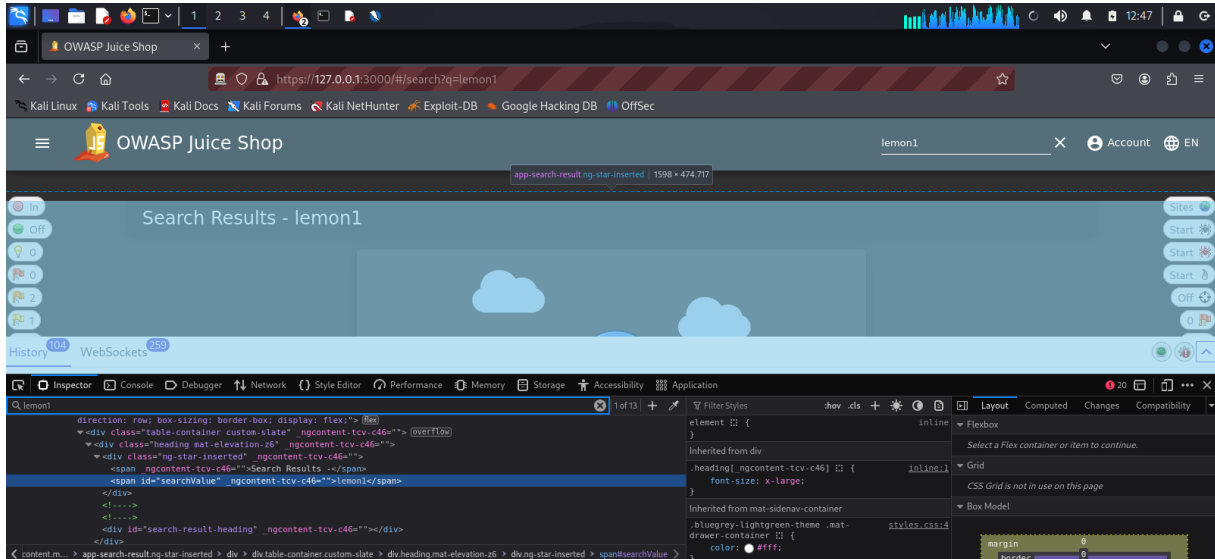 1 2 3 4 2 12:47
OWASP Juice Shop × +
https://127.0.0.1:3000/#/search?q=lemon1
Kali Linux Kali Tools Kali Docs Kali Forums Kali NetHunter Exploit-DB Google Hacking DB OffSec
OWASP Juice Shop lemon1 Account EN
app-search-result.ng-star-inserted | 1598 × 474.717
Search Results - lemon1
In Sites
Off Start
0 Start
0 Start
2 Off
1 0
History 104 WebSockets 259
Inspector Console Debugger Network {} Style Editor Performance Memory Storage Accessibility Application 20
lemon1 1 of 13 + Filter Styles :hov .cls + Layout Computed Changes Compatibility
direction: row; box-sizing: border-box; display: flex;"> flex
<div class="table-container custom-slate" _ngcontent-tcv-c46=""> overflow
<div class="heading mat-elevation-z6" _ngcontent-tcv-c46="">
<div class="ng-star-inserted" _ngcontent-tcv-c46="">
<span _ngcontent-tcv-c46="">Search Results -</span>
<span id="searchValue" _ngcontent-tcv-c46="">lemon1</span>
</div>
<!---->
<!---->
<div id="search-result-heading" _ngcontent-tcv-c46=""></div>
</div>
content.m… > app-search-result.ng-star-inserted > div > div.table-container.custom-slate > div.heading.mat-elevation-z6 > div.ng-star-inserted > span#searchValue
element { inline
}
Inherited from div
.heading[_ngcontent-tcv-c46] { inline:1
font-size: x-large;
}
Inherited from mat-sidenav-container
.bluegrey-lightgreen-theme .mat- styles.css:4
drawer-container {
color: #fff;
}
Flexbox
Select a Flex container or item to continue.
Grid
CSS Grid is not in use on this page
Box Model
margin 0
border 0